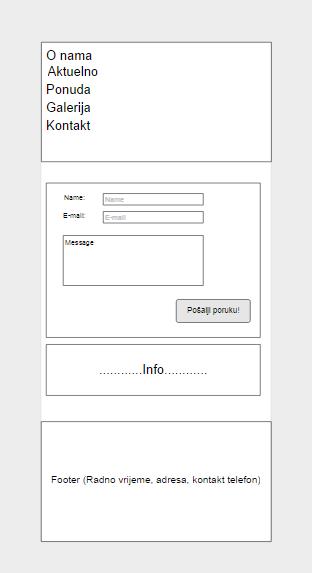 O nama
Aktuelno
Ponuda
Galerija
Kontakt
Name: Name
E-mail: E-mail
Message
Pošalji poruku!
............Info............
Footer (Radno vrijeme, adresa, kontakt telefon)